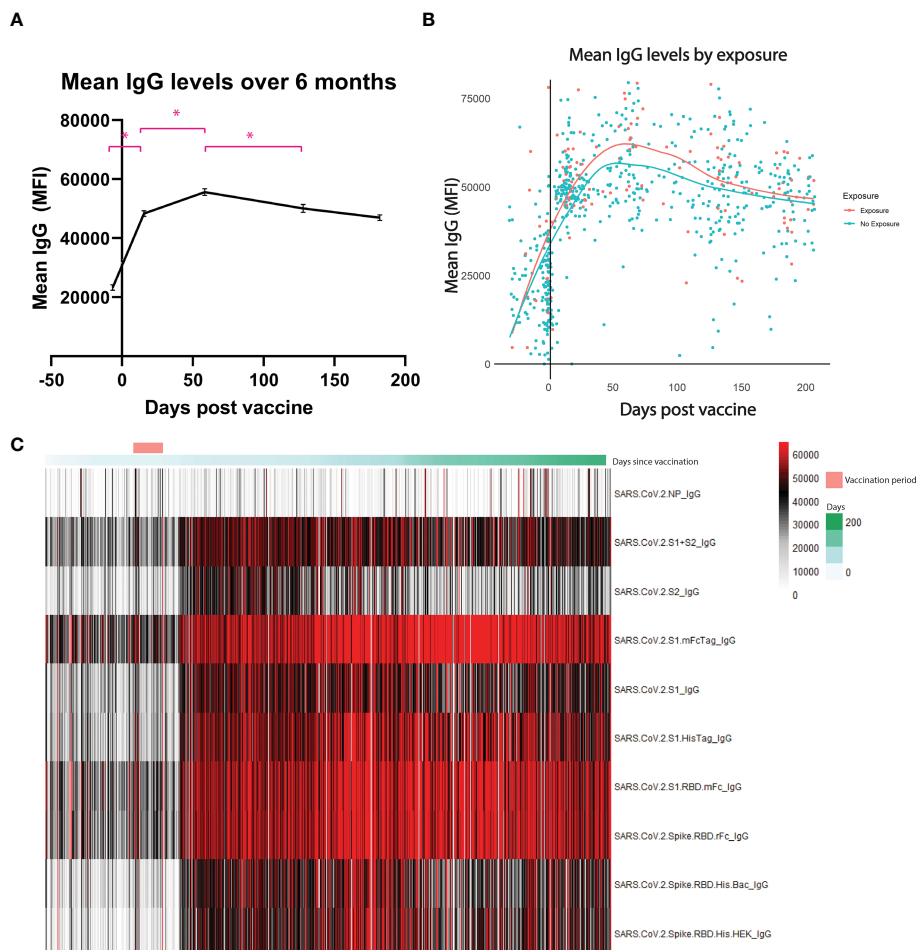 A
Mean IgG levels over 6 months
80000
60000
40000
20000
Mean IgG (MFI)
* * *
-50 0 50 100 150 200
Days post vaccine
B
Mean IgG levels by exposure
75000
50000
25000
0
Mean IgG (MFI)
0 50 100 150 200
Days post vaccine
Exposure
Exposure
No Exposure
C
Days since vaccination
SARS.CoV.2.NP_IgG
SARS.CoV.2.S1+S2_IgG
SARS.CoV.2.S2_IgG
SARS.CoV.2.S1.mFcTag_IgG
SARS.CoV.2.S1_IgG
SARS.CoV.2.S1.HisTag_IgG
SARS.CoV.2.S1.RBD.mFc_IgG
SARS.CoV.2.Spike.RBD.rFc_IgG
SARS.CoV.2.Spike.RBD.His.Bac_IgG
SARS.CoV.2.Spike.RBD.His.HEK_IgG
60000
50000
40000
30000
20000
10000
0
Vaccination period
Days
200
0